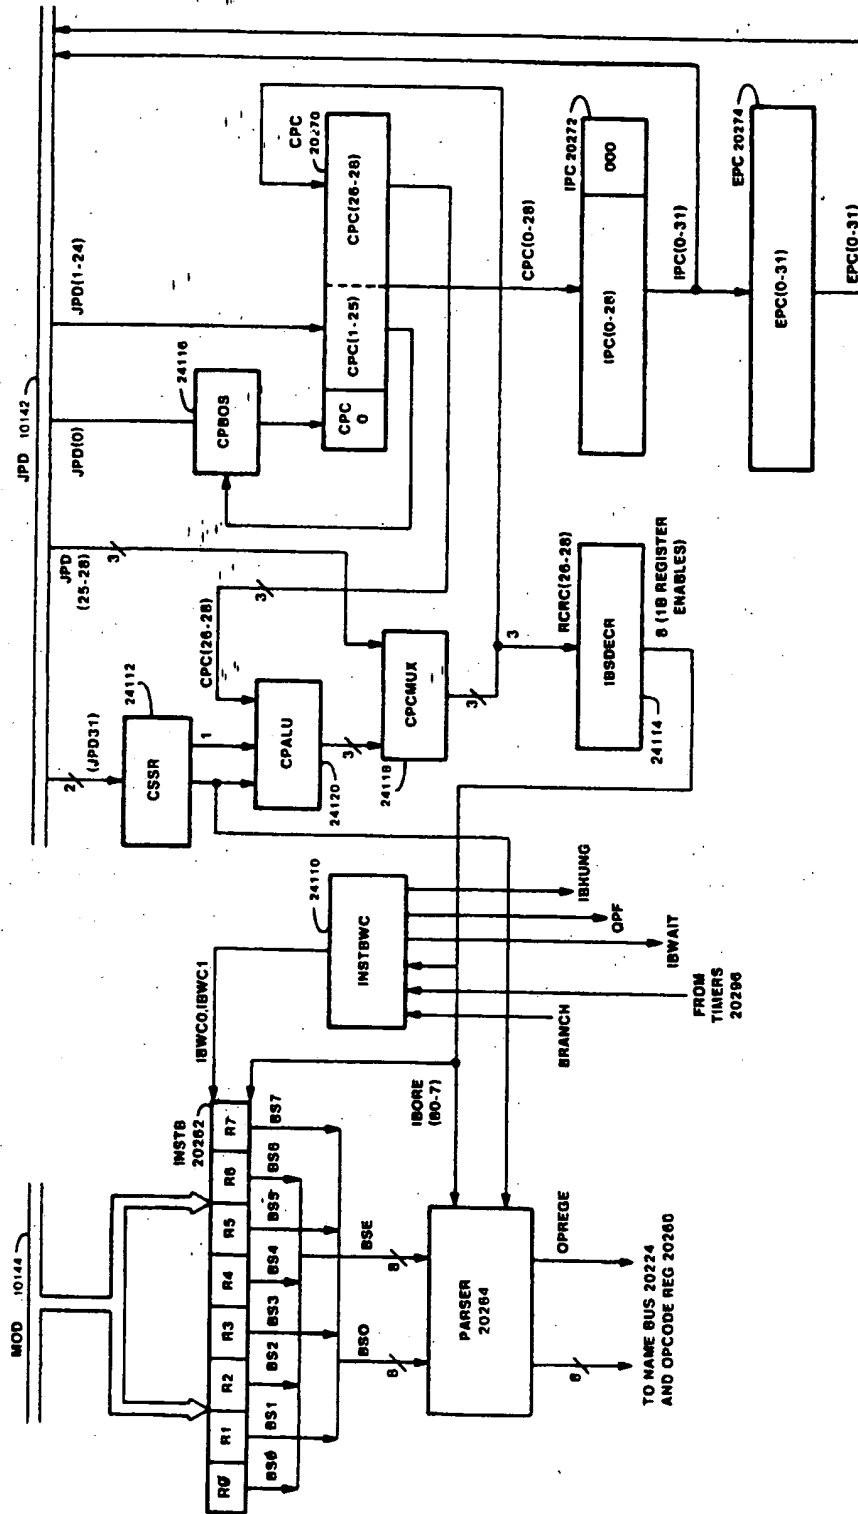 MOD 10144
INSTB
20262
R0
R1
R2
R3
R4
R5
R6
R7
BS0
BS1
BS2
BS3
BS4
BS5
BS6
BS7
BSO
BSE
8
8
PARSER
20264
8
OPREGE
TO NAME BUS 20224
AND OPCODE REG 20260
IBWC0,IBWC1
24110
INSTBWC
IBORE
(80-7)
BRANCH
FROM
TIMERS
20296
IBWAIT
QPF
IBHUNG
JPD 10142
2
(JPD31)
24112
CSSR
1
CPALU
24120
3
CPC(26-28)
3
JPD
(25-28)
3
CPCMUX
24118
3
3
RCRC(26-28)
IBSDECR
24114
8 (1B REGISTER
ENABLES)
JPD(0)
24116
CPBOS
JPD(1-24)
CPC
20270
CPC
0
CPC(1-25)
CPC(26-28)
CPC(0-28)
IPC 20272
IPC(0-28)
000
IPC(0-31)
EPC 20274
EPC(0-31)
EPC(0-31)